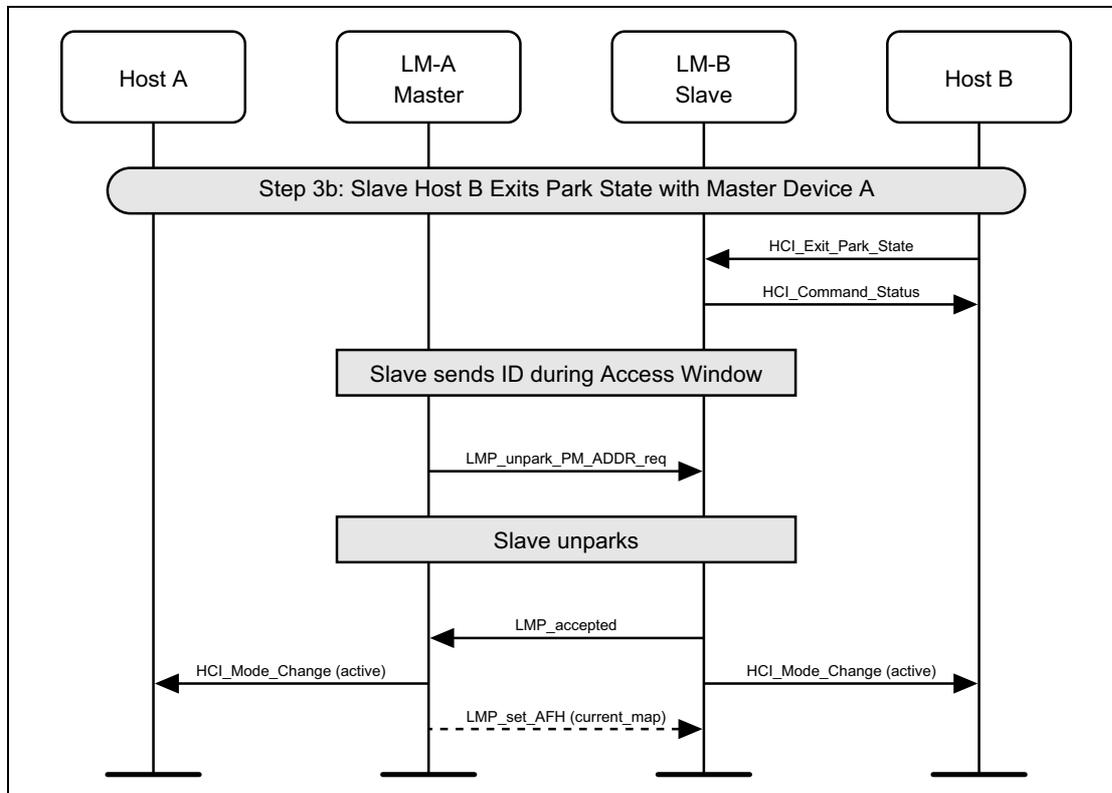 Host A
LM-A
Master
LM-B
Slave
Host B
Step 3b: Slave Host B Exits Park State with Master Device A
HCI_Exit_Park_State
HCI_Command_Status
Slave sends ID during Access Window
LMP_unpark_PM_ADDR_req
Slave unparks
LMP_accepted
HCI_Mode_Change (active)
HCI_Mode_Change (active)
LMP_set_AFH (current_map)